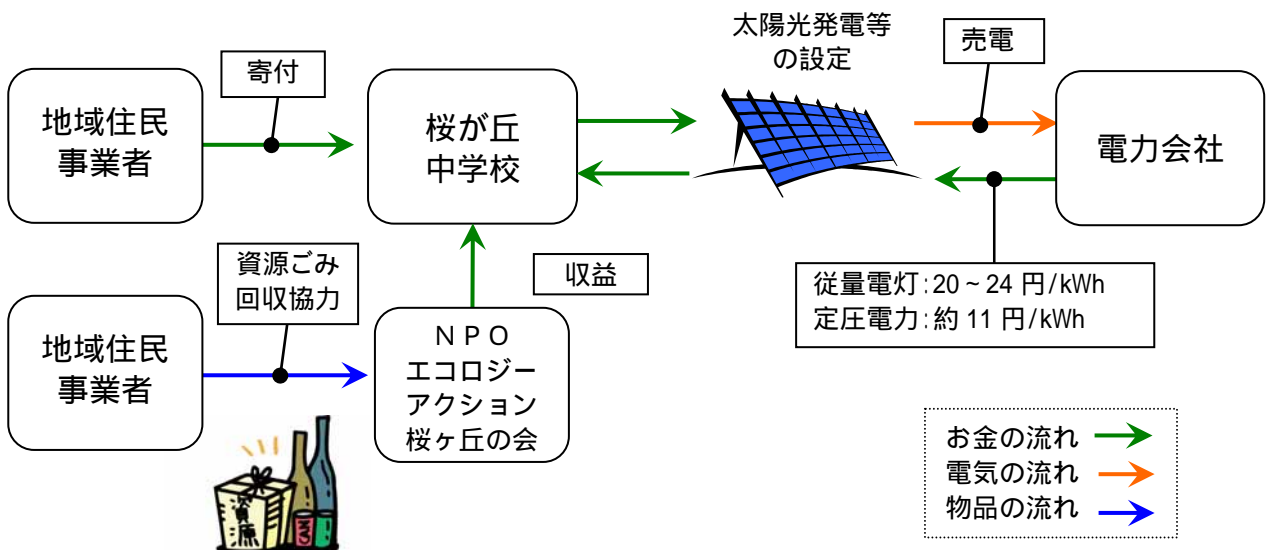 太陽光発電等
の設定
売電
寄付
地域住民
事業者
桜が丘
中学校
電力会社
資源ごみ
回収協力
収益
従量電灯:20~24 円/kWh
定圧電力:約 11 円/kWh
地域住民
事業者
NPO
エコロジー
アクション
桜ヶ丘の会
資源
お金の流れ
電気の流れ
物品の流れ